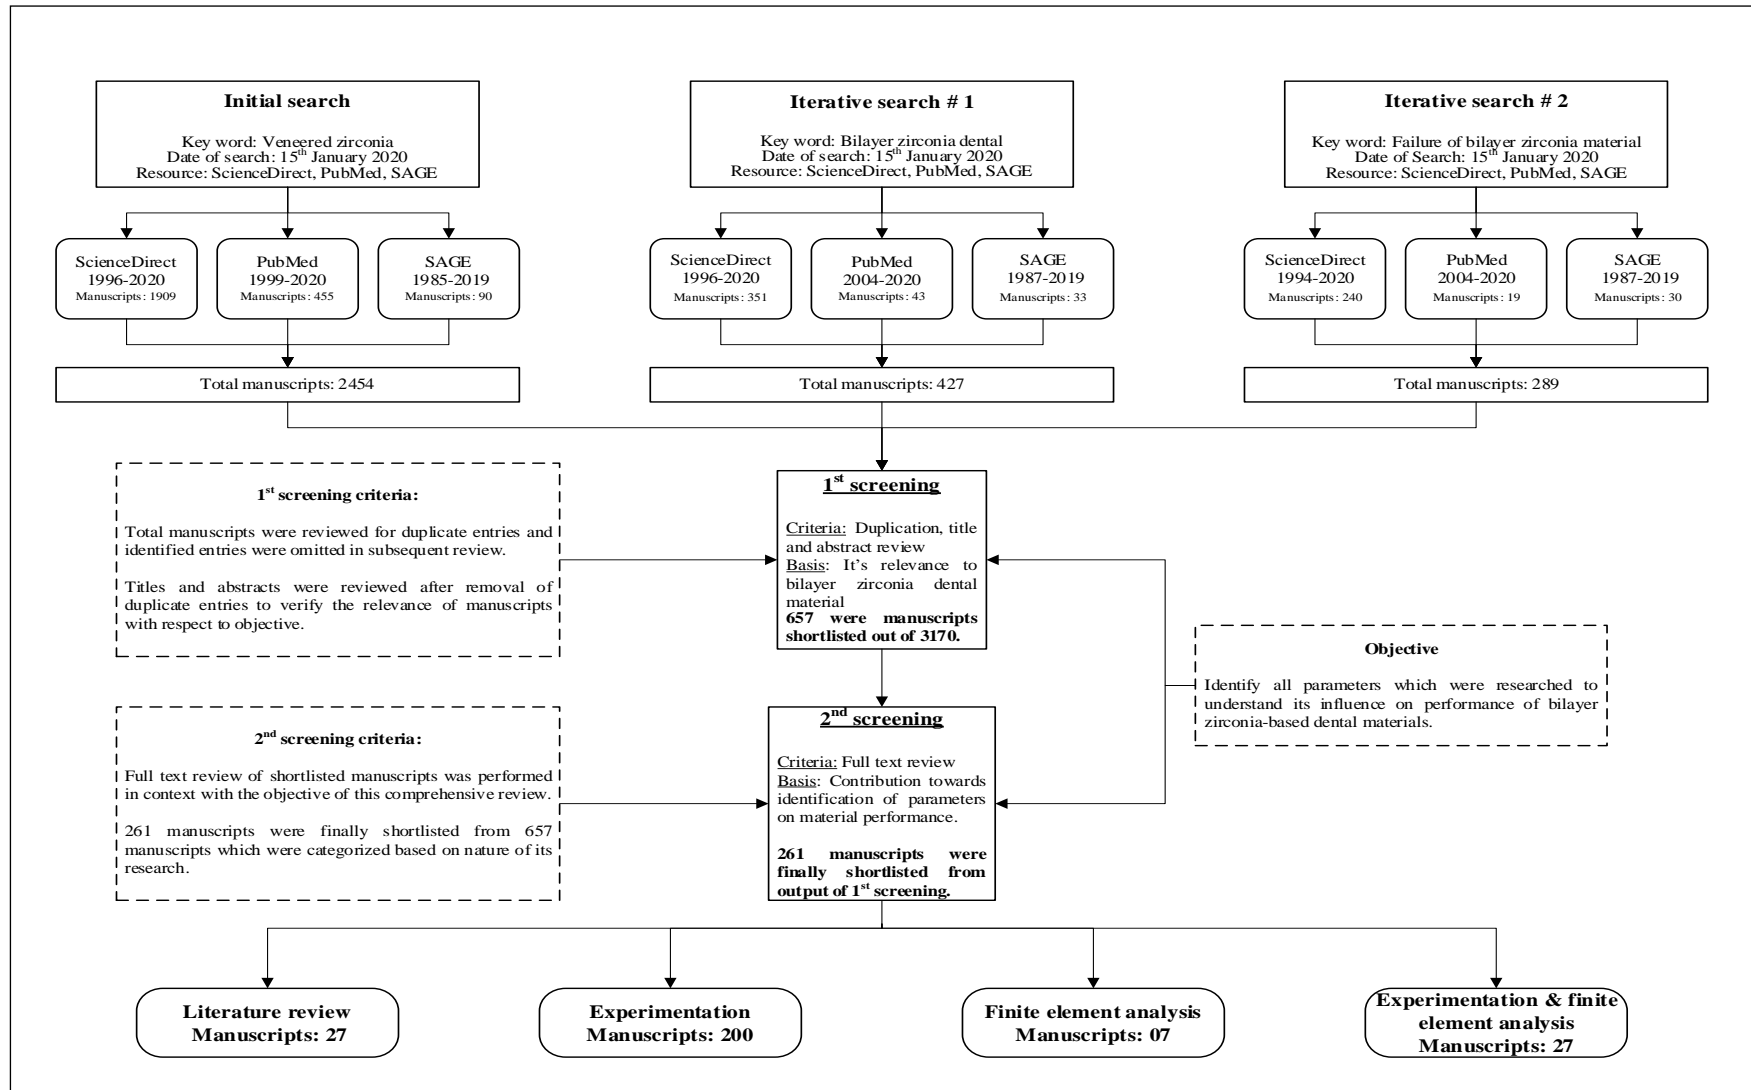 Initial search
Key word: Veneered zirconia
Date of search: 15th January 2020
Resource: ScienceDirect, PubMed, SAGE
Iterative search # 1
Key word: Bilayer zirconia dental
Date of search: 15th January 2020
Resource: ScienceDirect, PubMed, SAGE
Iterative search # 2
Key word: Failure of bilayer zirconia material
Date of Search: 15th January 2020
Resource: ScienceDirect, PubMed, SAGE
ScienceDirect
1996-2020
Manuscripts: 1909
PubMed
1999-2020
Manuscripts: 455
SAGE
1985-2019
Manuscripts: 90
ScienceDirect
1996-2020
Manuscripts: 351
PubMed
2004-2020
Manuscripts: 43
SAGE
1987-2019
Manuscripts: 33
ScienceDirect
1994-2020
Manuscripts: 240
PubMed
2004-2020
Manuscripts: 19
SAGE
1987-2019
Manuscripts: 30
Total manuscripts: 2454
Total manuscripts: 427
Total manuscripts: 289
1st screening criteria:
Total manuscripts were reviewed for duplicate entries and
identified entries were omitted in subsequent review.
Titles and abstracts were reviewed after removal of
duplicate entries to verify the relevance of manuscripts
with respect to objective.
1st screening
Criteria: Duplication, title
and abstract review
Basis: It's relevance to
bilayer zirconia dental
material
657 were manuscripts
shortlisted out of 3170.
Objective
Identify all parameters which were researched to
understand its influence on performance of bilayer
zirconia-based dental materials.
2nd screening criteria:
Full text review of shortlisted manuscripts was performed
in context with the objective of this comprehensive review.
261 manuscripts were finally shortlisted from 657
manuscripts which were categorized based on nature of its
research.
2nd screening
Criteria: Full text review
Basis: Contribution towards
identification of parameters
on material performance.
261 manuscripts were
finally shortlisted from
output of 1st screening.
Literature review
Manuscripts: 27
Experimentation
Manuscripts: 200
Finite element analysis
Manuscripts: 07
Experimentation & finite
element analysis
Manuscripts: 27